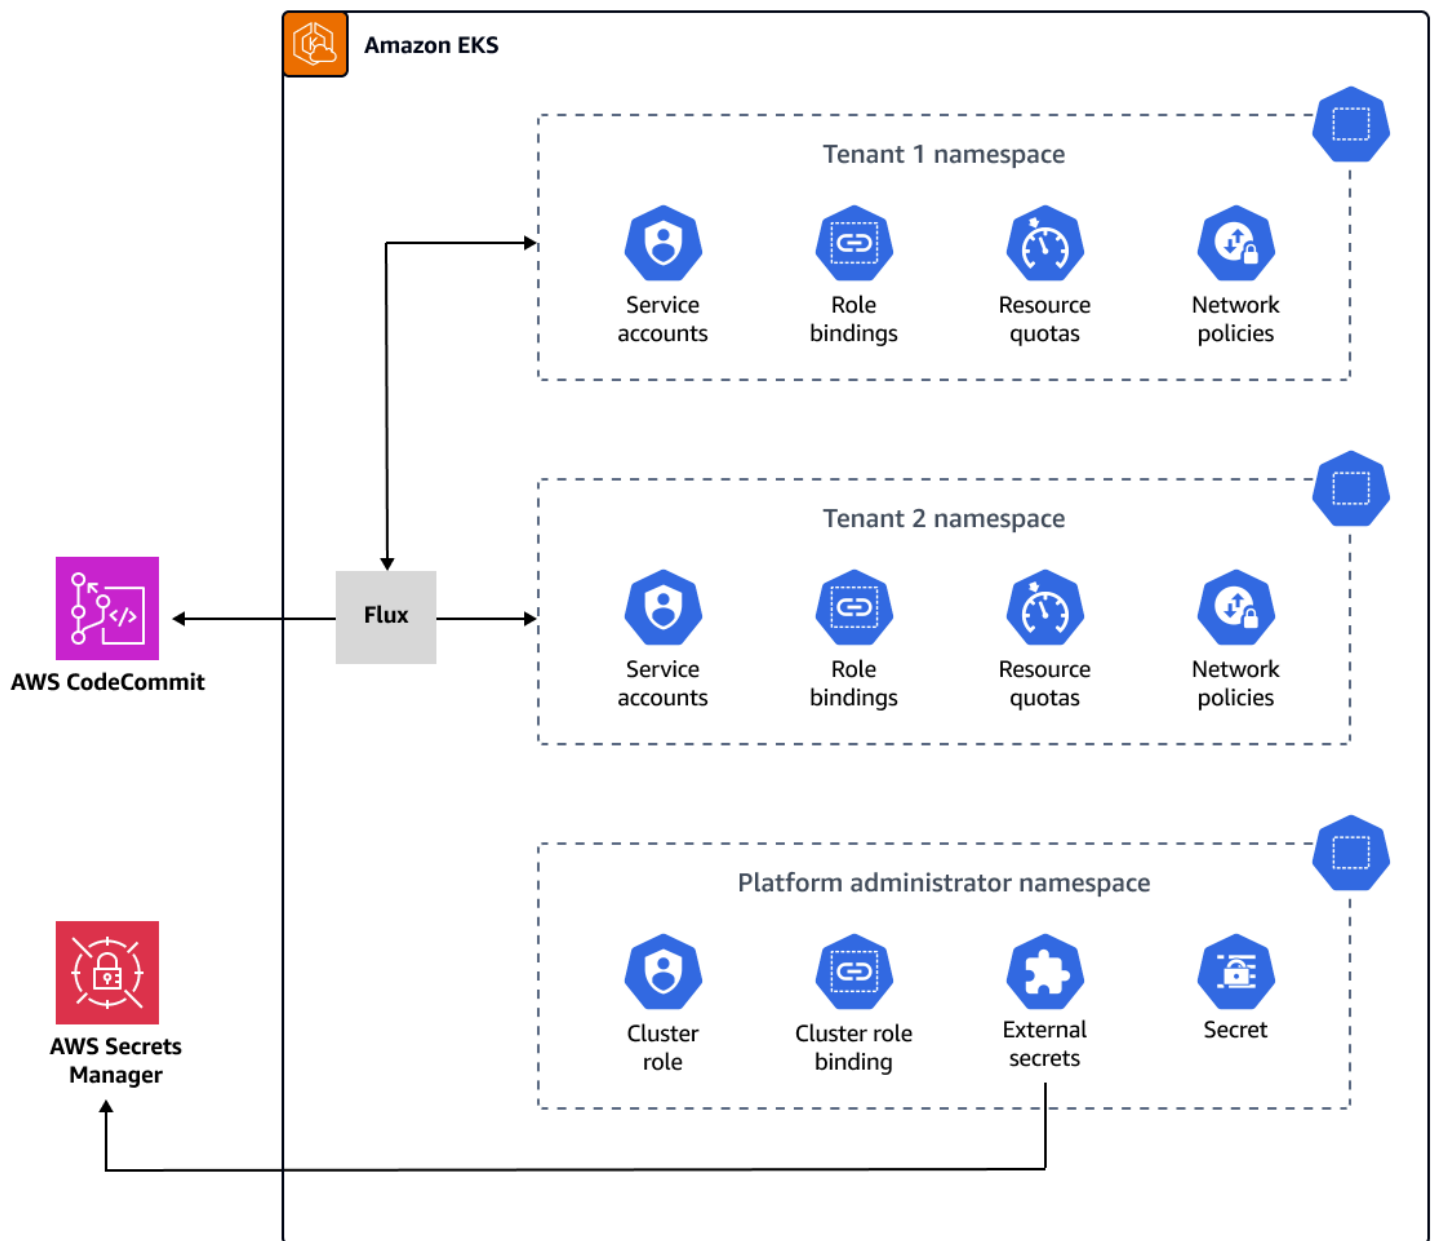 Amazon EKS
Tenant 1 namespace
Service
accounts
Role
bindings
Resource
quotas
Network
policies
Tenant 2 namespace
Service
accounts
Role
bindings
Resource
quotas
Network
policies
Flux
</>
AWS CodeCommit
Platform administrator namespace
Cluster
role
Cluster role
binding
External
secrets
Secret
AWS Secrets
Manager